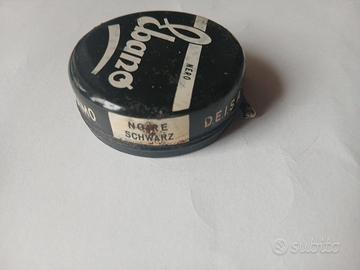 Ebano
NERO
NOIRE
SCHWARZ
DEIS
MO
subito